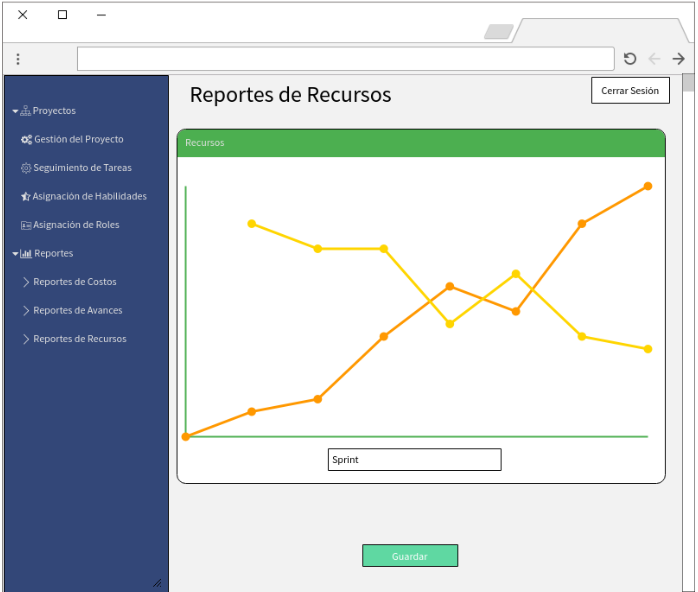 Reportes de Recursos
Cerrar Sesión
Proyectos
Gestión del Proyecto
Seguimiento de Tareas
Asignación de Habilidades
Asignación de Roles
Reportes
Reportes de Costos
Reportes de Avances
Reportes de Recursos
Recursos
Sprint
Guardar